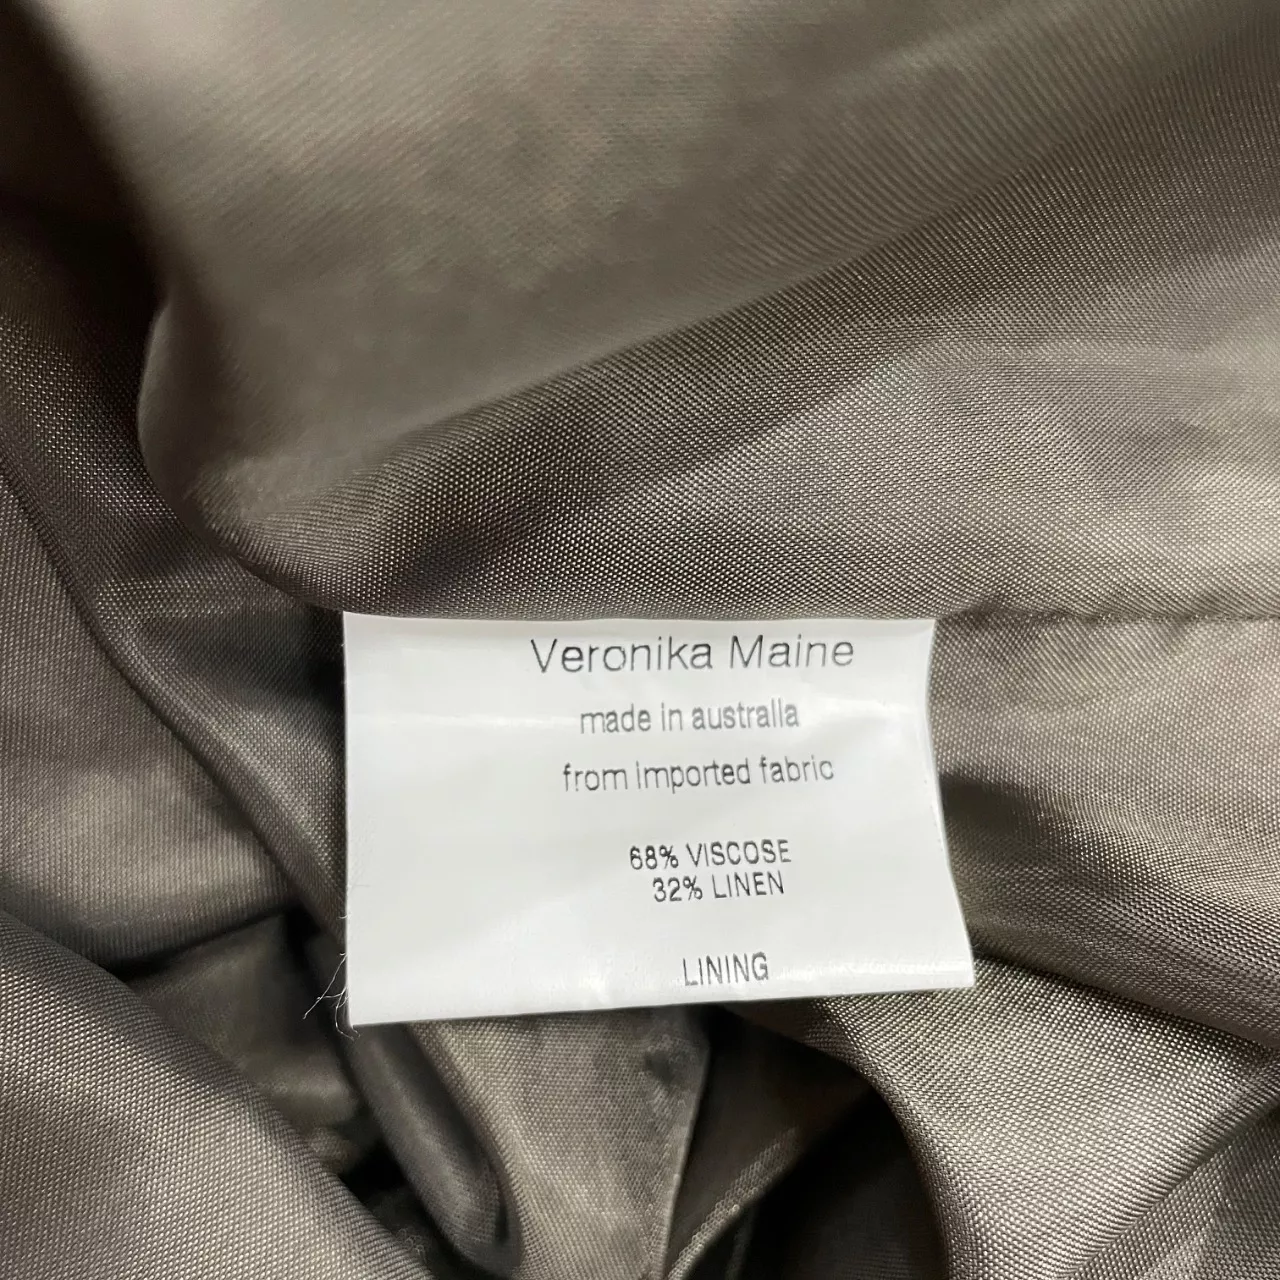 Veronika Maine
made in australia
from imported fabric
68% VISCOSE
32% LINEN
LINING